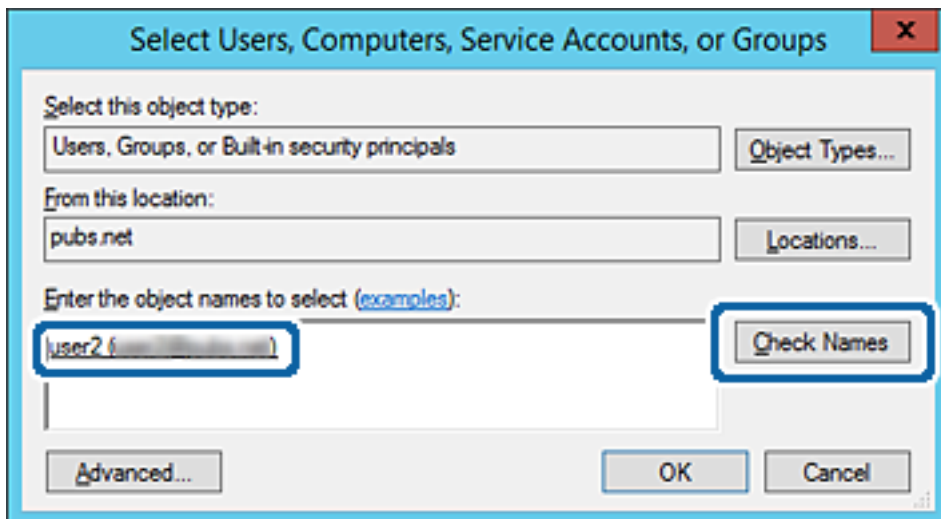 Select Users, Computers, Service Accounts, or Groups
x
Select this object type:
Users, Groups, or Built-in security principals
Object Types...
From this location:
pubs.net
Locations...
Enter the object names to select (examples):
user2 ( )
Check Names
Advanced...
OK
Cancel